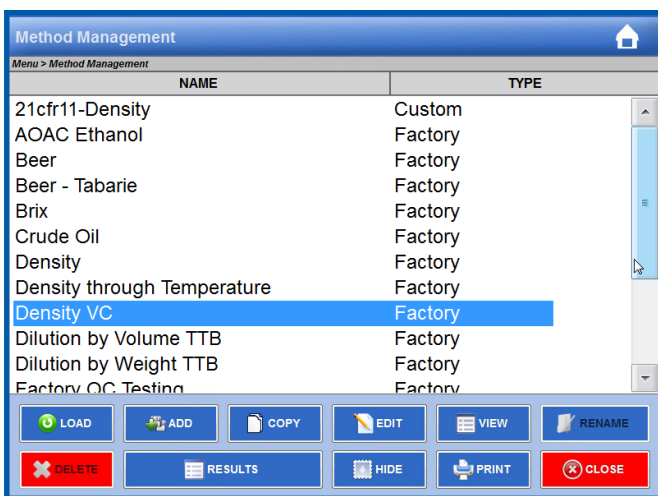 Method Management
Menu > Method Management
NAME TYPE
21cfr11-Density Custom
AOAC Ethanol Factory
Beer Factory
Beer - Tabarie Factory
Brix Factory
Crude Oil Factory
Density Factory
Density through Temperature Factory
Density VC Factory
Dilution by Volume TTB Factory
Dilution by Weight TTB Factory
Factory QC Testing Factory
LOAD ADD COPY EDIT VIEW RENAME
DELETE RESULTS HIDE PRINT CLOSE